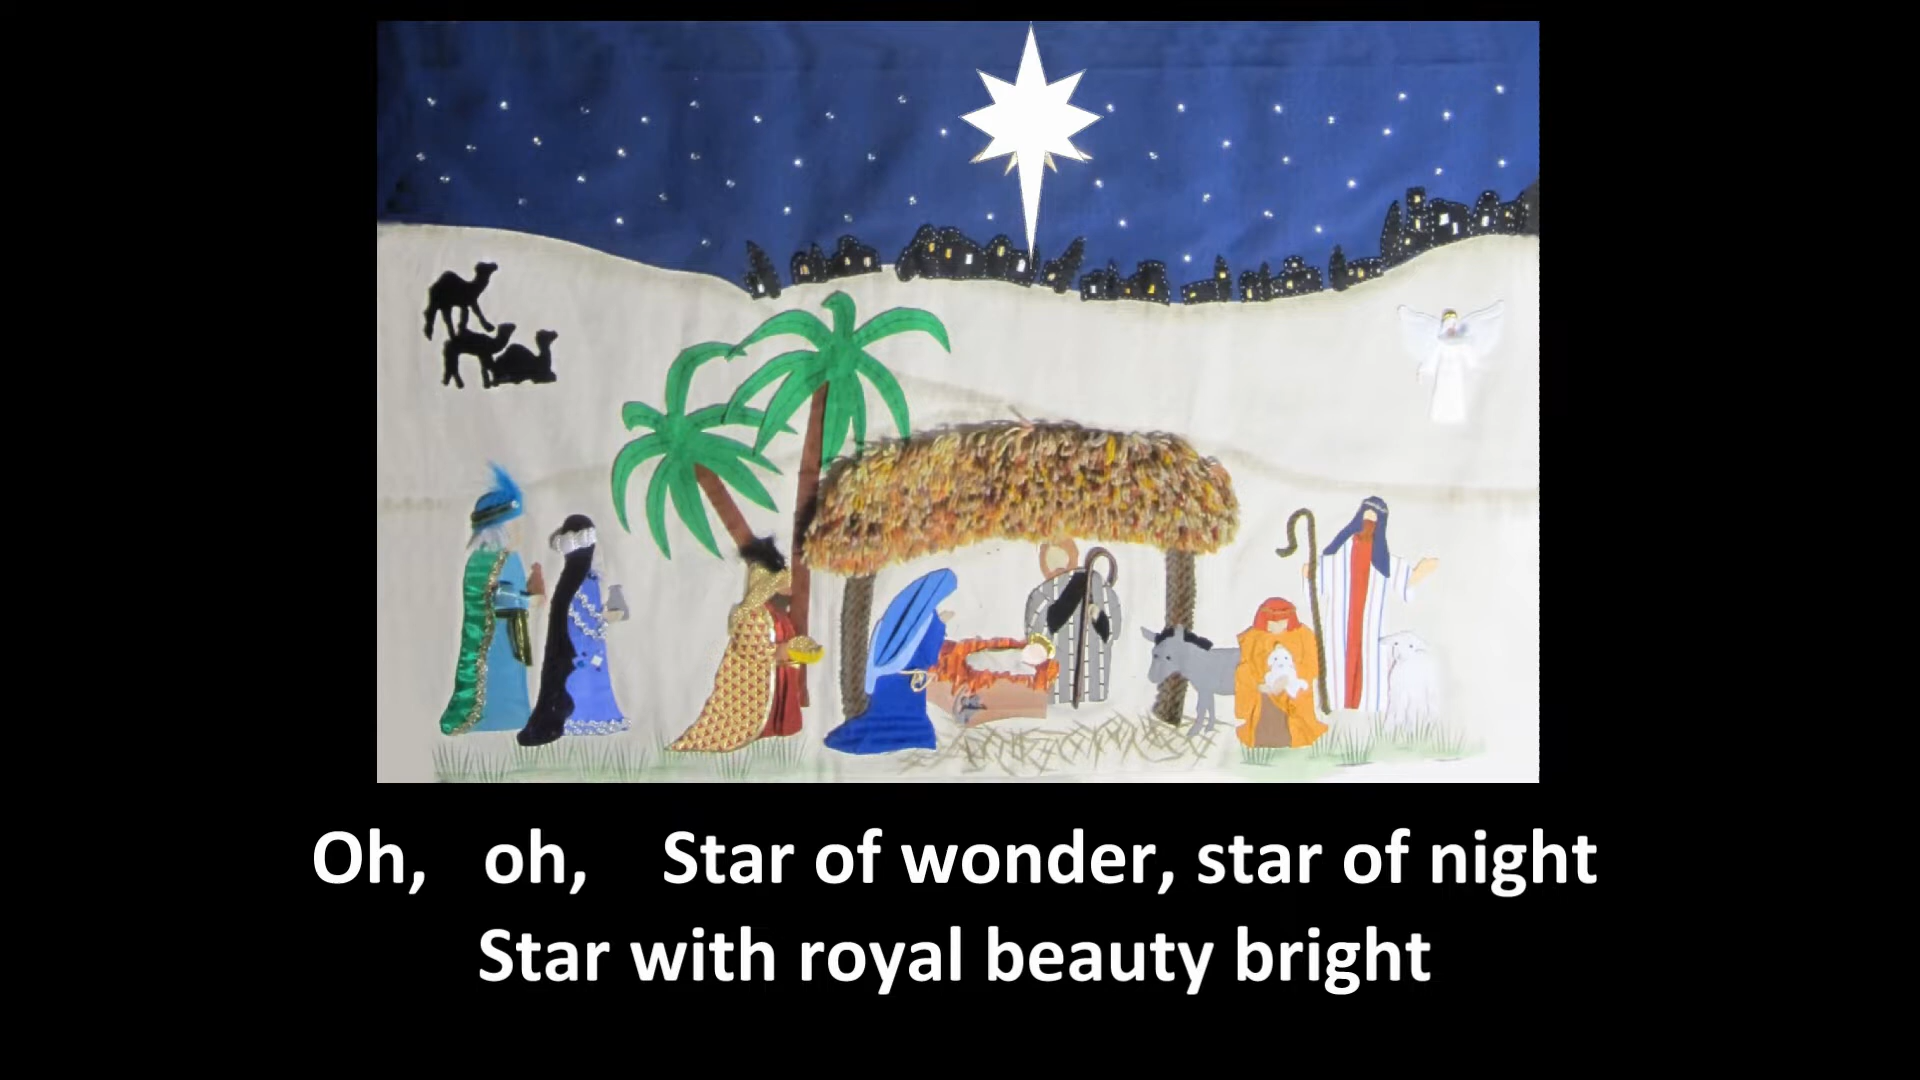 Oh, oh, Star of wonder, star of night
Star with royal beauty bright